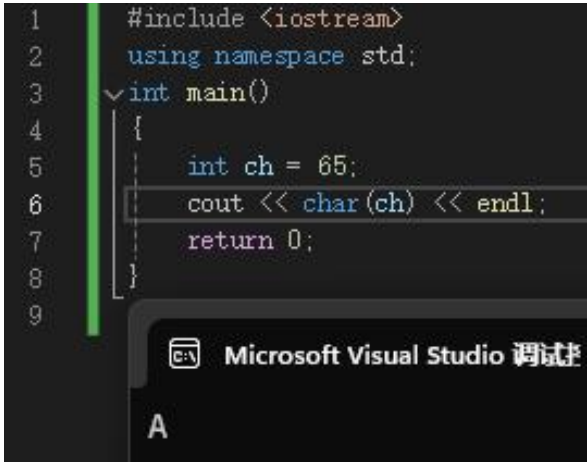 1 #include <iostream>
2 using namespace std;
3 int main()
4 {
5 int ch = 65;
6 cout << char(ch) << endl;
7 return 0;
8 }
9
Microsoft Visual Studio 调试
A